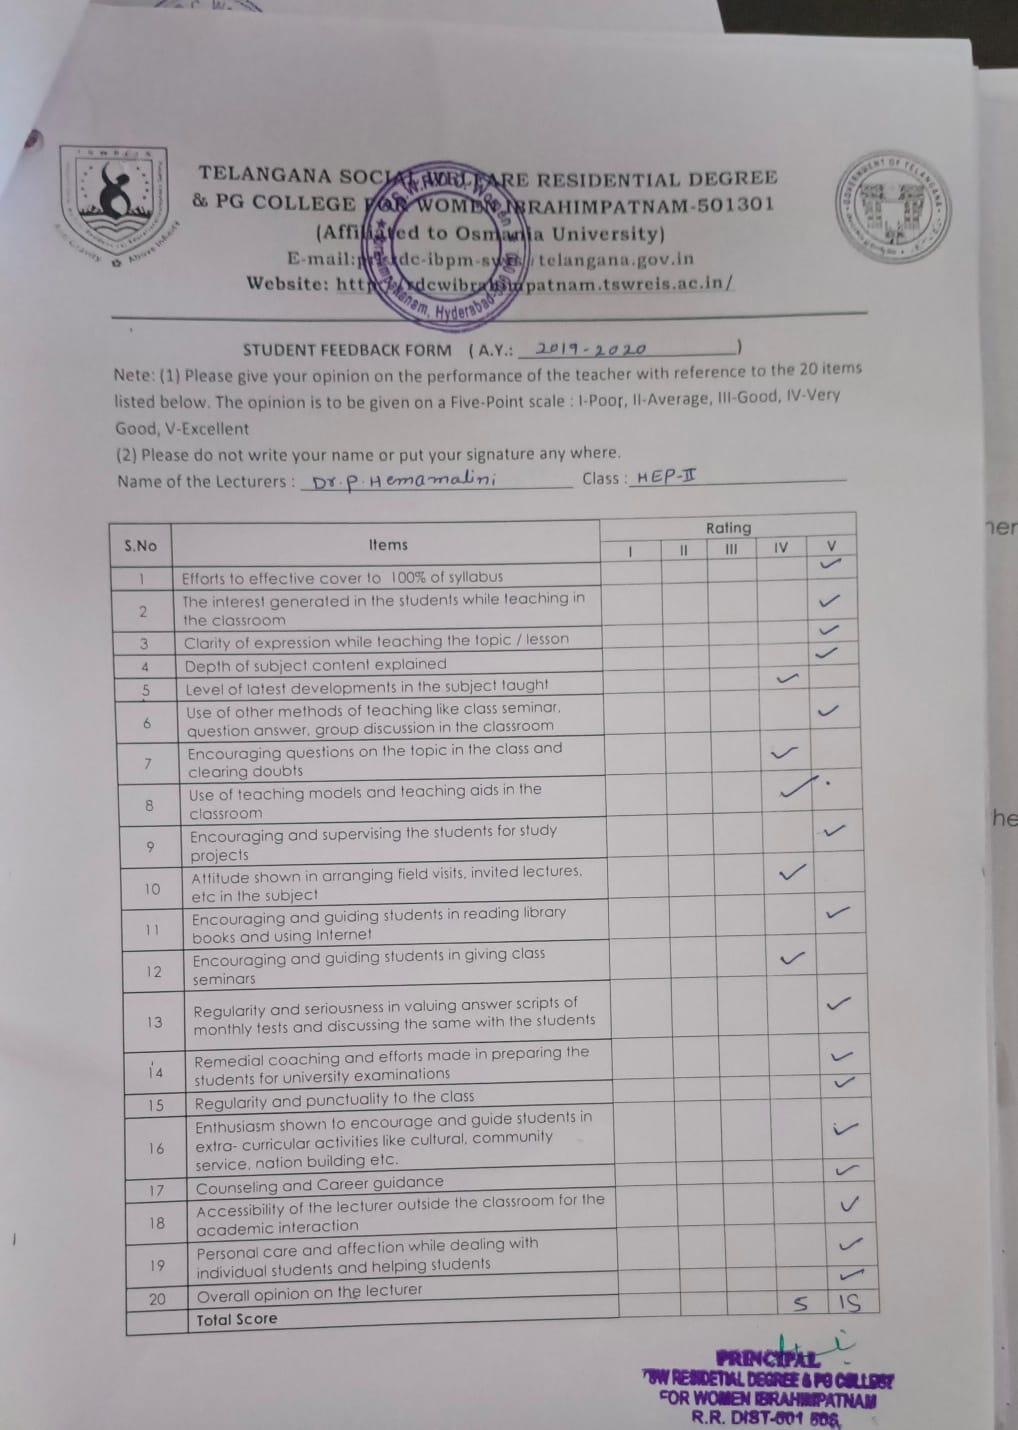 TELANGANA SOCIAL WELFARE RESIDENTIAL DEGREE
& PG COLLEGE FOR WOMEN IBRAHIMPATNAM-501301
(Affiliated to Osmania University)
telangana.gov.in
Website:
Hyderabad
GOVERNMENT OF TELANGANA
STUDENT FEEDBACK FORM ( A.Y.: 2019-2020 )
Nete: (1) Please give your opinion on the performance of the teacher with reference to the 20 items
listed below. The opinion is to be given on a Five-Point scale : I-Poor, II-Average, III-Good, IV-Very
Good, V-Excellent
(2) Please do not write your name or put your signature any where.
Name of the Lecturers : Dr.P.Hemamalini Class : HEP-II
S.No Items Rating
I II III IV V
1 Efforts to effective cover to 100% of syllabus ✓
2 The interest generated in the students while teaching in
the classroom ✓
3 Clarity of expression while teaching the topic / lesson ✓
4 Depth of subject content explained ✓
5 Level of latest developments in the subject taught ✓
6 Use of other methods of teaching like class seminar,
question answer, group discussion in the classroom ✓
7 Encouraging questions on the topic in the class and
clearing doubts ✓
8 Use of teaching models and teaching aids in the
classroom ✓
9 Encouraging and supervising the students for study
projects ✓
10 Attitude shown in arranging field visits, invited lectures,
etc in the subject ✓
11 Encouraging and guiding students in reading library
books and using Internet ✓
12 Encouraging and guiding students in giving class
seminars ✓
13 Regularity and seriousness in valuing answer scripts of
monthly tests and discussing the same with the students ✓
14 Remedial coaching and efforts made in preparing the
students for university examinations ✓
15 Regularity and punctuality to the class ✓
16 Enthusiasm shown to encourage and guide students in
extra- curricular activities like cultural, community
service, nation building etc. ✓
17 Counseling and Career guidance ✓
18 Accessibility of the lecturer outside the classroom for the
academic interaction ✓
19 Personal care and affection while dealing with
individual students and helping students ✓
20 Overall opinion on the lecturer ✓
Total Score 5 15
PRINCIPAL
TSW RESIDETIAL DEGREE & PG COLLEGE
FOR WOMEN IBRAHIMPATNAM
R.R. DIST-501 506.